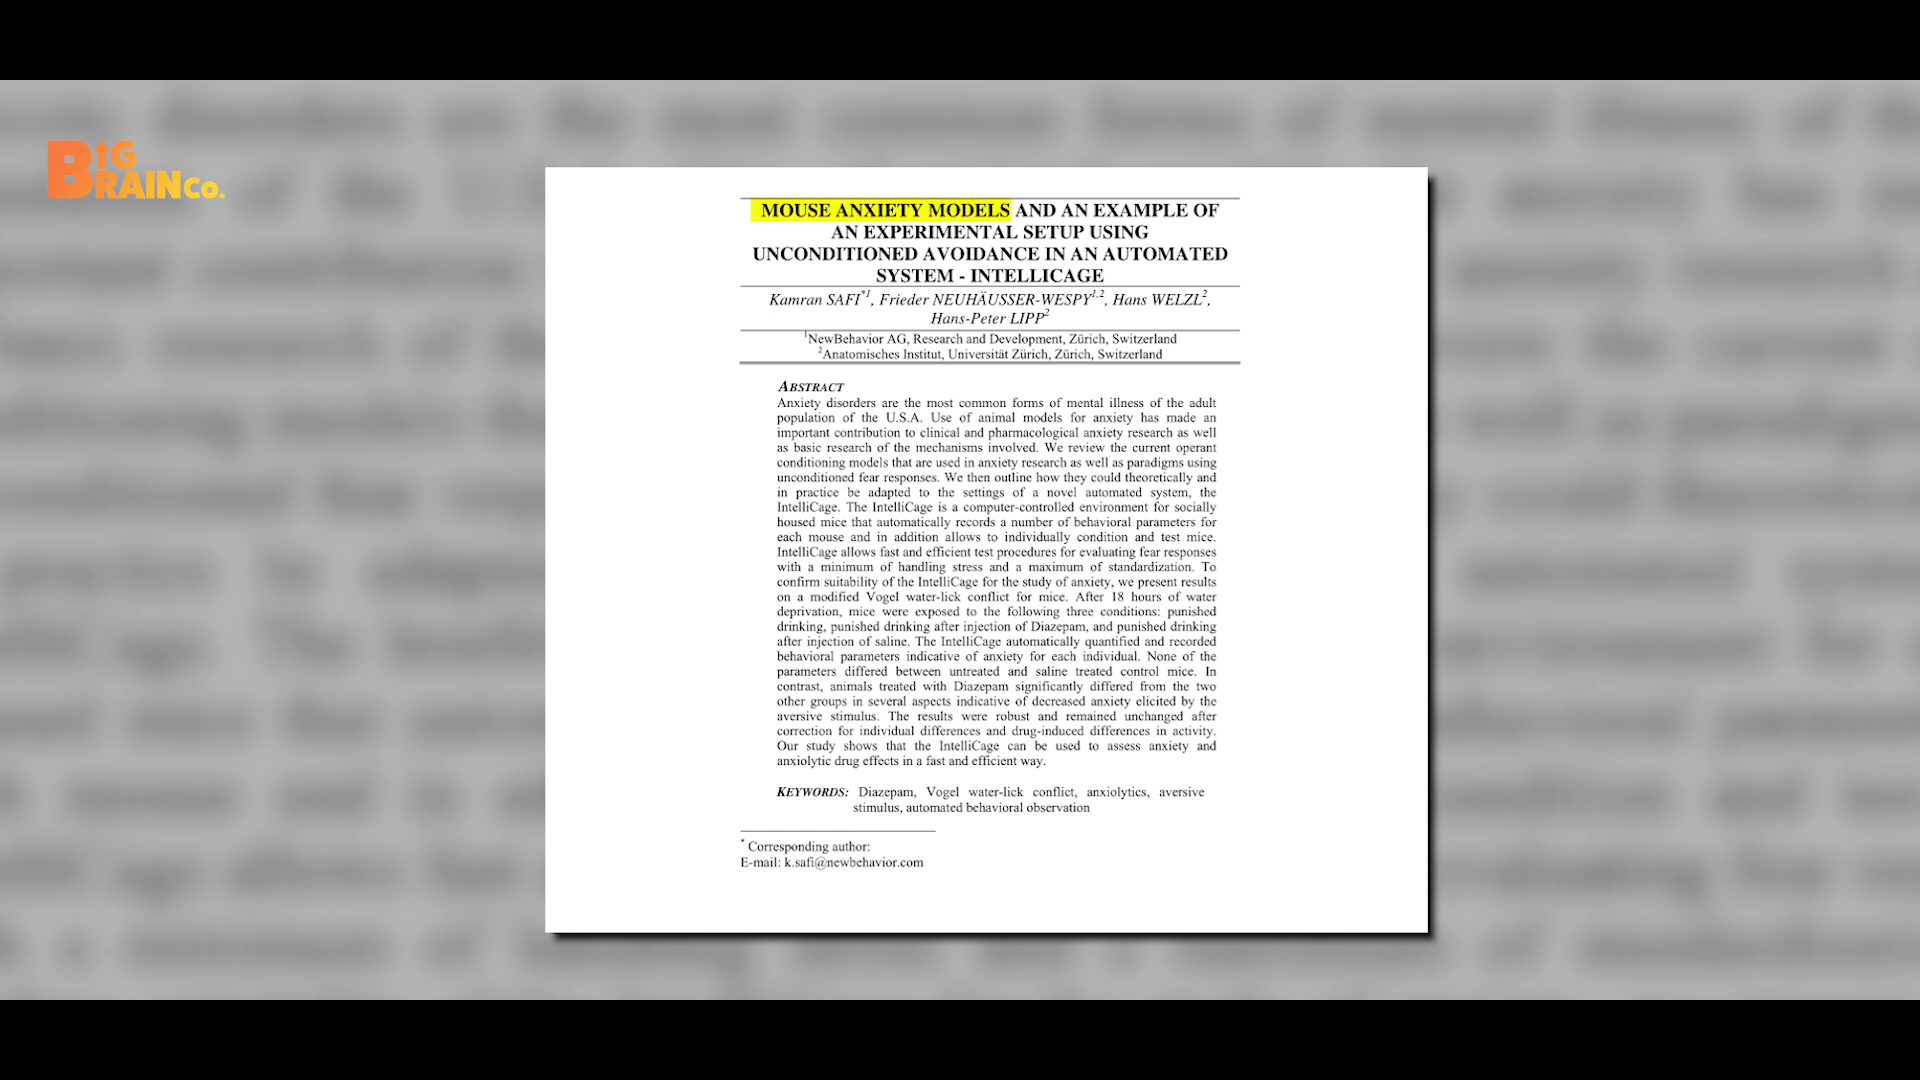 BIG
BRAIN CO.
MOUSE ANXIETY MODELS AND AN EXAMPLE OF
AN EXPERIMENTAL SETUP USING
UNCONDITIONED AVOIDANCE IN AN AUTOMATED
SYSTEM - INTELLICAGE
Kamran SAFI*1, Frieder NEUHÄUSSER-WESPY1,2, Hans WELZL2,
Hans-Peter LIPP2
1NewBehavior AG, Research and Development, Zürich, Switzerland
2Anatomisches Institut, Universität Zürich, Zürich, Switzerland
ABSTRACT
Anxiety disorders are the most common forms of mental illness of the adult
population of the U.S.A. Use of animal models for anxiety has made an
important contribution to clinical and pharmacological anxiety research as well
as basic research of the mechanisms involved. We review the current operant
conditioning models that are used in anxiety research as well as paradigms using
unconditioned fear responses. We then outline how they could theoretically and
in practice be adapted to the settings of a novel automated system, the
IntelliCage. The IntelliCage is a computer-controlled environment for socially
housed mice that automatically records a number of behavioral parameters for
each mouse and in addition allows to individually condition and test mice.
IntelliCage allows fast and efficient test procedures for evaluating fear responses
with a minimum of handling stress and a maximum of standardization. To
confirm suitability of the IntelliCage for the study of anxiety, we present results
on a modified Vogel water-lick conflict for mice. After 18 hours of water
deprivation, mice were exposed to the following three conditions: punished
drinking, punished drinking after injection of Diazepam, and punished drinking
after injection of saline. The IntelliCage automatically quantified and recorded
behavioral parameters indicative of anxiety for each individual. None of the
parameters differed between untreated and saline treated control mice. In
contrast, animals treated with Diazepam significantly differed from the two
other groups in several aspects indicative of decreased anxiety elicited by the
aversive stimulus. The results were robust and remained unchanged after
correction for individual differences and drug-induced differences in activity.
Our study shows that the IntelliCage can be used to assess anxiety and
anxiolytic drug effects in a fast and efficient way.
KEYWORDS: Diazepam, Vogel water-lick conflict, anxiolytics, aversive
stimulus, automated behavioral observation
* Corresponding author:
E-mail: k.safi@newbehavior.com